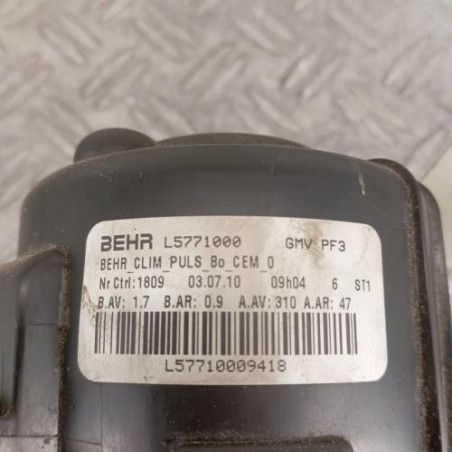 BEHR L5771000 GMV PF3
BEHR_CLIM_PULS_Bo_CEM_0
Nr Ctrl:1809 03.07.10 09h04 6 ST1
B.AV: 1.7 B.AR: 0.9 A.AV: 310 A.AR: 47
L57710009418